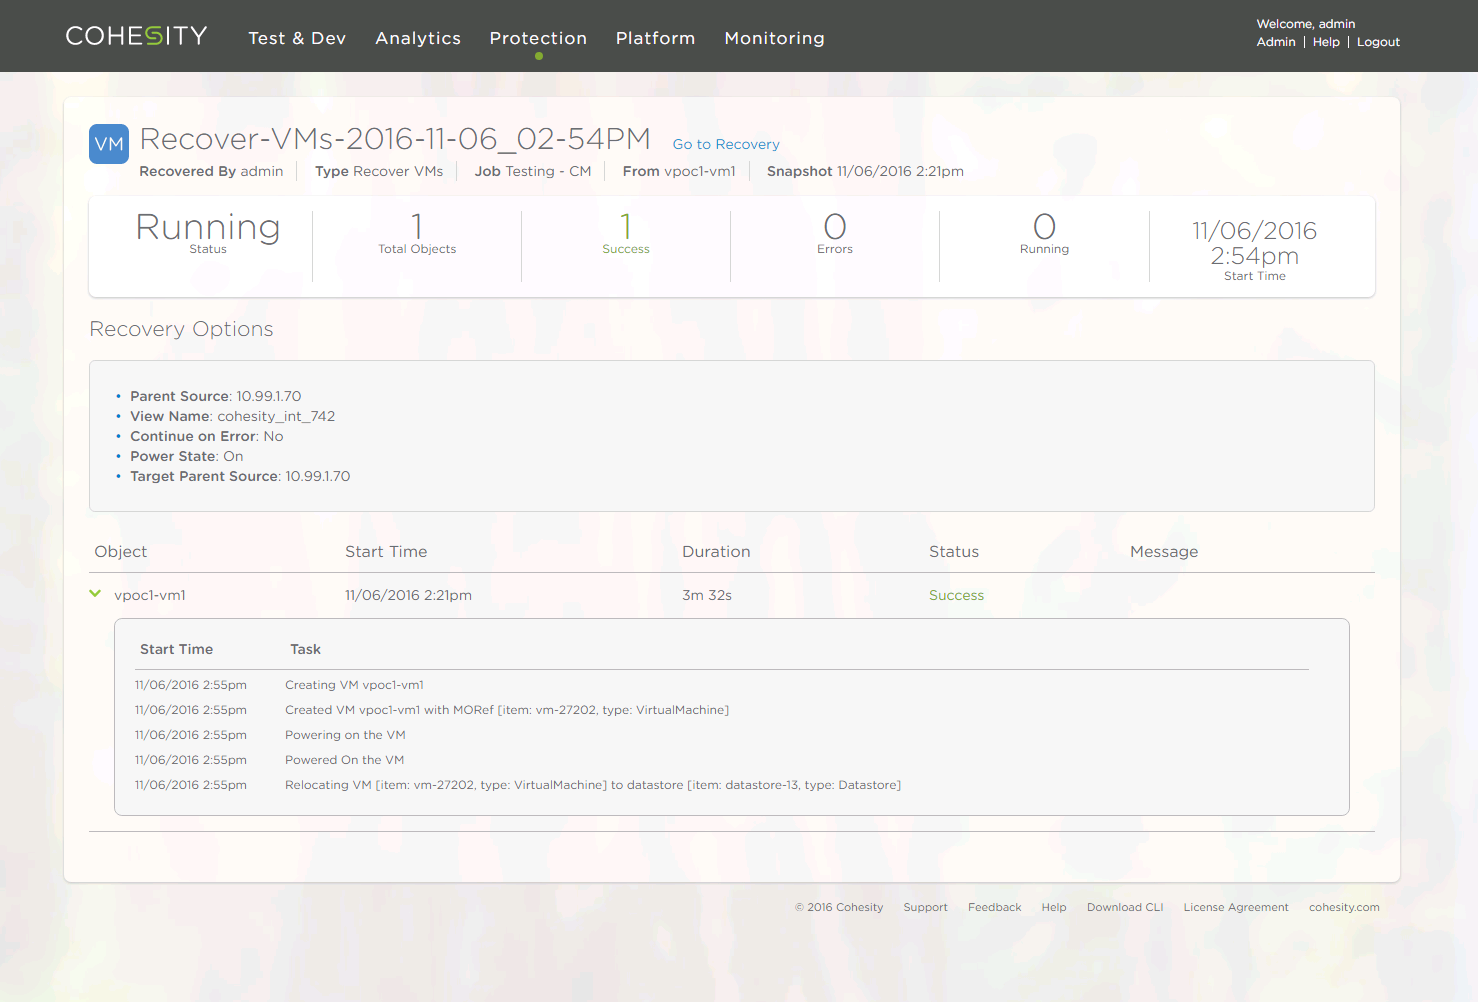 COHESITY Test & Dev Analytics Protection Platform Monitoring
Welcome, admin
Admin | Help | Logout
VM Recover-VMs-2016-11-06_02-54PM Go to Recovery
Recovered By admin Type Recover VMs Job Testing - CM From vpoc1-vm1 Snapshot 11/06/2016 2:21pm
Running
Status
1
Total Objects
1
Success
0
Errors
0
Running
11/06/2016
2:54pm
Start Time
Recovery Options
• Parent Source: 10.99.1.70
• View Name: cohesity_int_742
• Continue on Error: No
• Power State: On
• Target Parent Source: 10.99.1.70
Object Start Time Duration Status Message
vpoc1-vm1 11/06/2016 2:21pm 3m 32s Success
Start Time Task
11/06/2016 2:55pm Creating VM vpoc1-vm1
11/06/2016 2:55pm Created VM vpoc1-vm1 with MORef [item: vm-27202, type: VirtualMachine]
11/06/2016 2:55pm Powering on the VM
11/06/2016 2:55pm Powered On the VM
11/06/2016 2:55pm Relocating VM [item: vm-27202, type: VirtualMachine] to datastore [item: datastore-13, type: Datastore]
© 2016 Cohesity Support Feedback Help Download CLI License Agreement cohesity.com